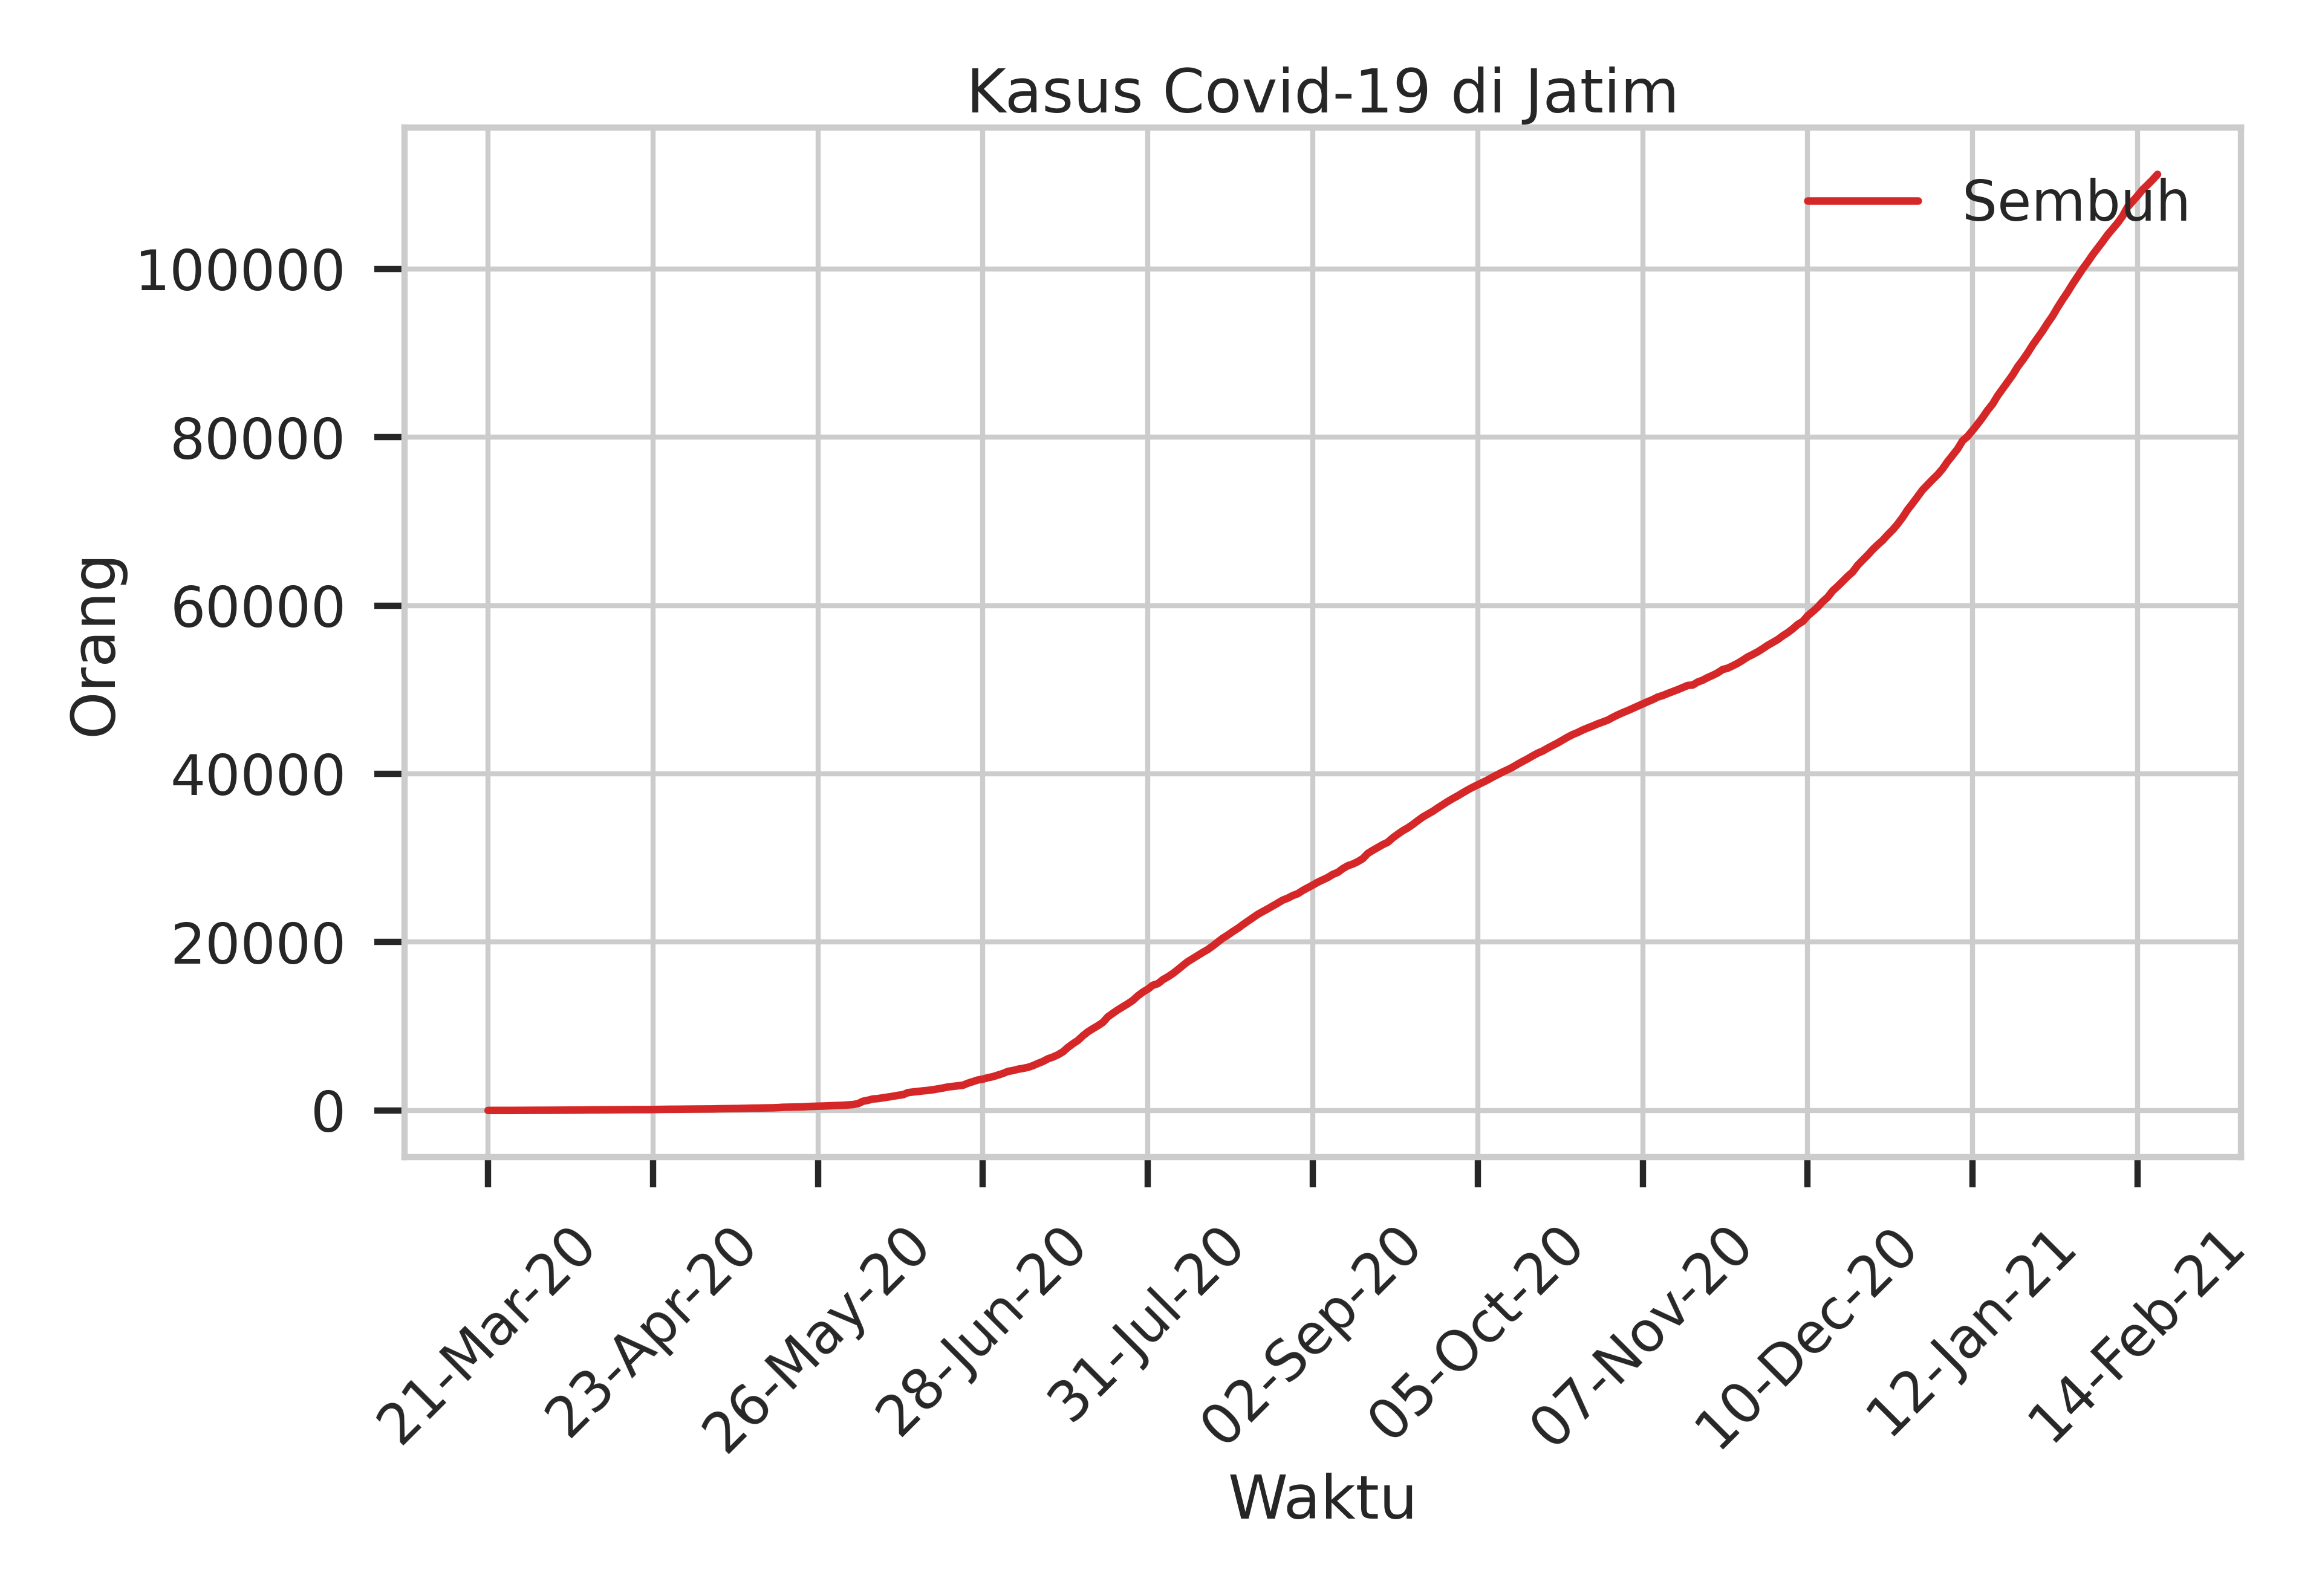 Kasus Covid-19 di Jatim
Sembuh
100000
80000
60000
40000
20000
0
Orang
21-Mar-20
23-Apr-20
26-May-20
28-Jun-20
31-Jul-20
02-Sep-20
05-Oct-20
07-Nov-20
10-Dec-20
12-Jan-21
14-Feb-21
Waktu